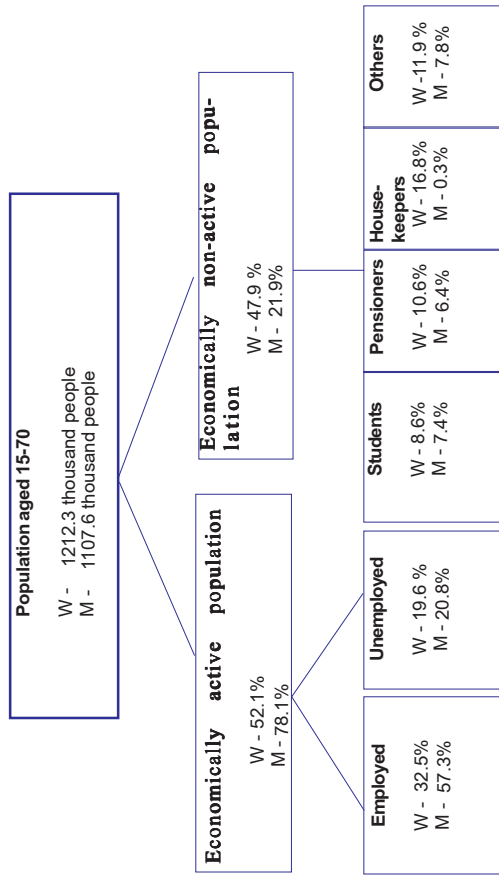 Population aged 15-70
W - 1212.3 thousand people
M - 1107.6 thousand people
Economically active population
W - 52.1%
M - 78.1%
Economically non-active popu-
lation
W - 47.9 %
M - 21.9%
Employed
W - 32.5%
M - 57.3%
Unemployed
W - 19.6 %
M - 20.8%
Students
W - 8.6%
M - 7.4%
Pensioners
W - 10.6%
M - 6.4%
House-
keepers
W - 16.8%
M - 0.3%
Others
W -11.9 %
M - 7.8%